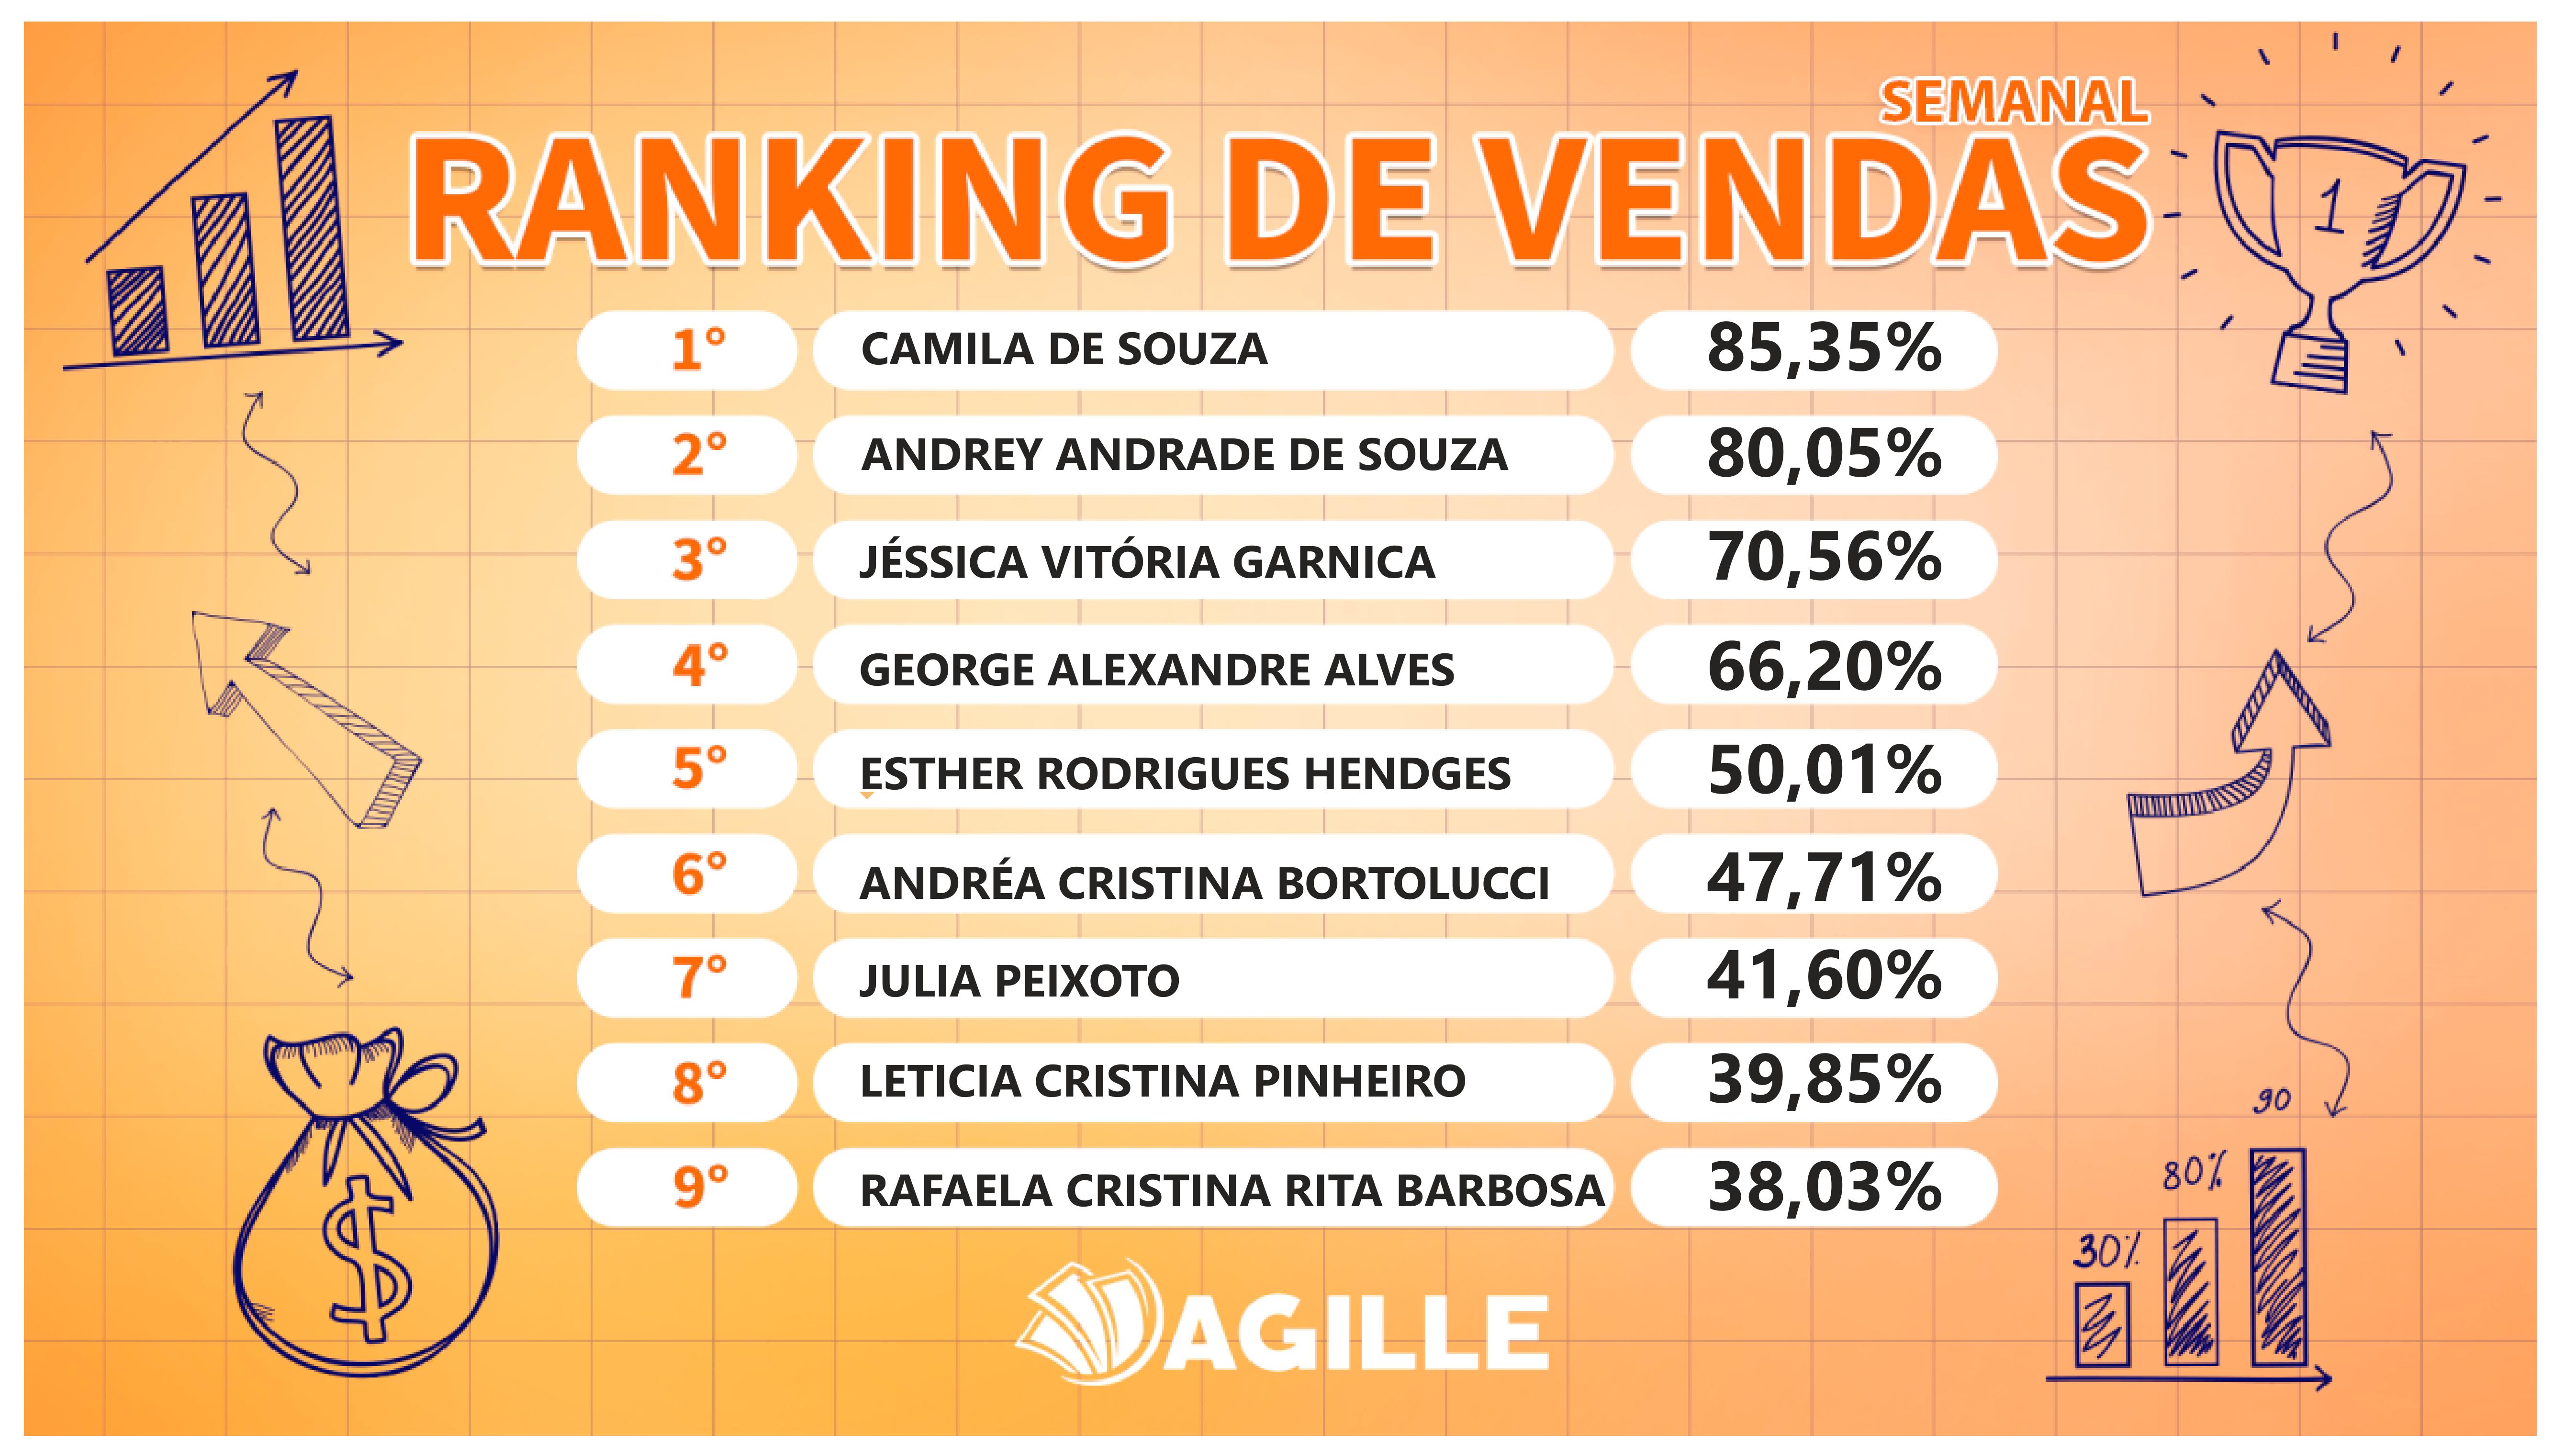 SEMANAL
RANKING DE VENDAS
1
1° CAMILA DE SOUZA 85,35%
2° ANDREY ANDRADE DE SOUZA 80,05%
3° JÉSSICA VITÓRIA GARNICA 70,56%
4° GEORGE ALEXANDRE ALVES 66,20%
5° ESTHER RODRIGUES HENDGES 50,01%
6° ANDRÉA CRISTINA BORTOLUCCI 47,71%
7° JULIA PEIXOTO 41,60%
8° LETICIA CRISTINA PINHEIRO 39,85%
9° RAFAELA CRISTINA RITA BARBOSA 38,03%
$
30% 80% 90
AGILLE